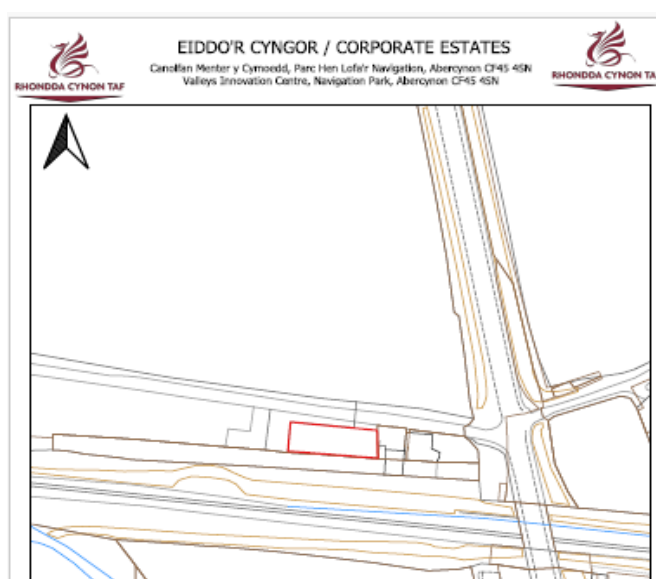 EIDDO'R CYNGOR / CORPORATE ESTATES
Canolfan Menter y Cymoedd, Parc Hen Lofa'r Navigation, Abercynon CF45 4SN
Valleys Innovation Centre, Navigation Park, Abercynon CF45 4SN
RHONDDA CYNON TAF
RHONDDA CYNON TAF